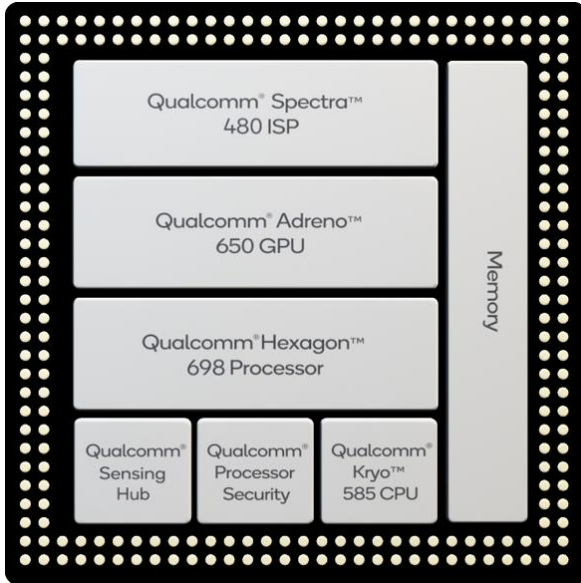 Qualcomm® Spectra™
480 ISP
Qualcomm® Adreno™
650 GPU
Qualcomm® Hexagon™
698 Processor
Qualcomm®
Sensing
Hub
Qualcomm®
Processor
Security
Qualcomm®
Kryo™
585 CPU
Memory